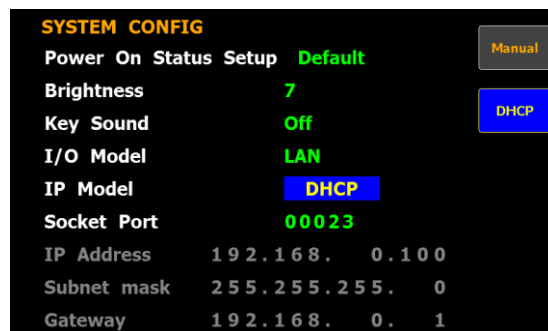 SYSTEM CONFIG
Power On Status Setup Default
Manual
Brightness 7
DHCP
Key Sound Off
I/O Model LAN
IP Model DHCP
Socket Port 00023
IP Address 192.168. 0.100
Subnet mask 255.255.255. 0
Gateway 192.168. 0. 1